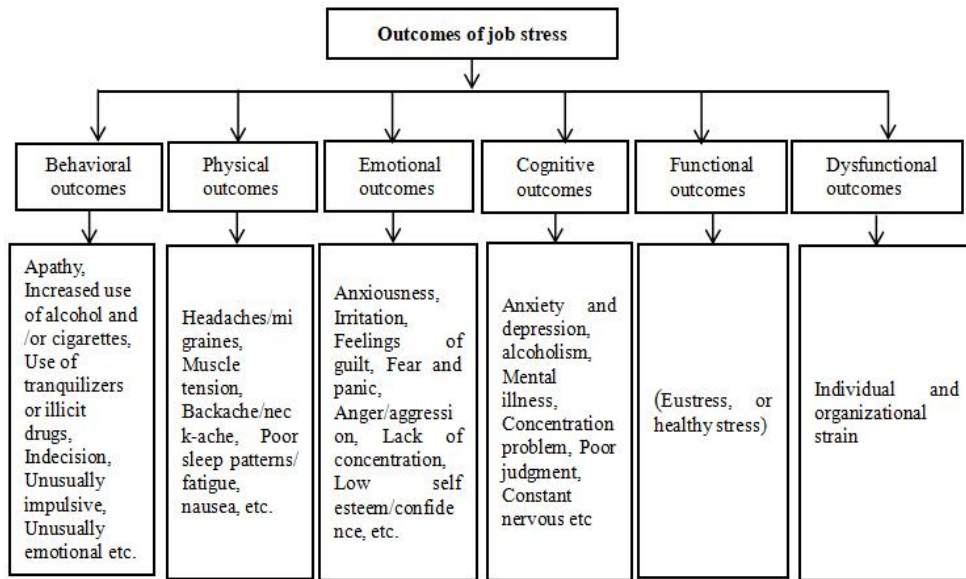 Outcomes of job stress
Behavioral
outcomes
Physical
outcomes
Emotional
outcomes
Cognitive
outcomes
Functional
outcomes
Dysfunctional
outcomes
Apathy,
Increased use
of alcohol and
/or cigarettes,
Use of
tranquilizers
or illicit
drugs,
Indecision,
Unusually
impulsive,
Unusually
emotional etc.
Headaches/mi
graines,
Muscle
tension,
Backache/nec
k-ache, Poor
sleep patterns/
fatigue,
nausea, etc.
Anxiousness,
Irritation,
Feelings of
guilt, Fear and
panic,
Anger/aggressi
on, Lack of
concentration,
Low self
esteem/confide
nce, etc.
Anxiety and
depression,
alcoholism,
Mental
illness,
Concentration
problem, Poor
judgment,
Constant
nervous etc
(Eustress, or
healthy stress)
Individual and
organizational
strain